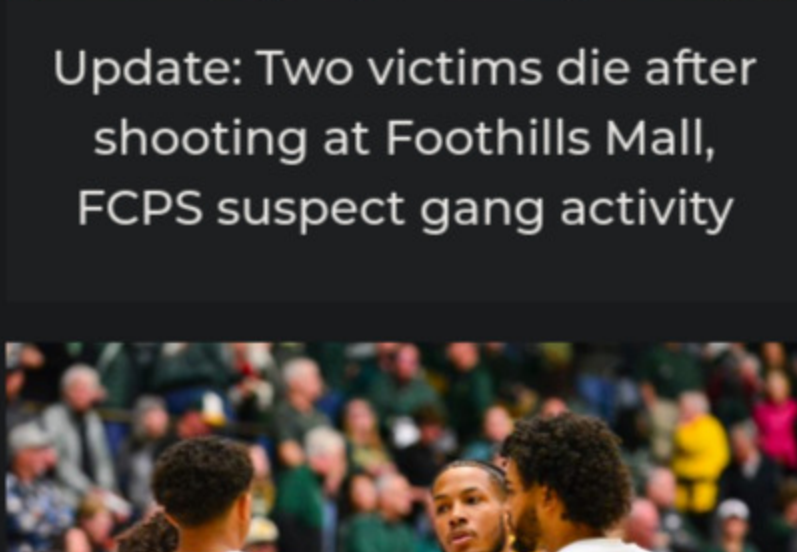 Update: Two victims die after
shooting at Foothills Mall,
FCPS suspect gang activity